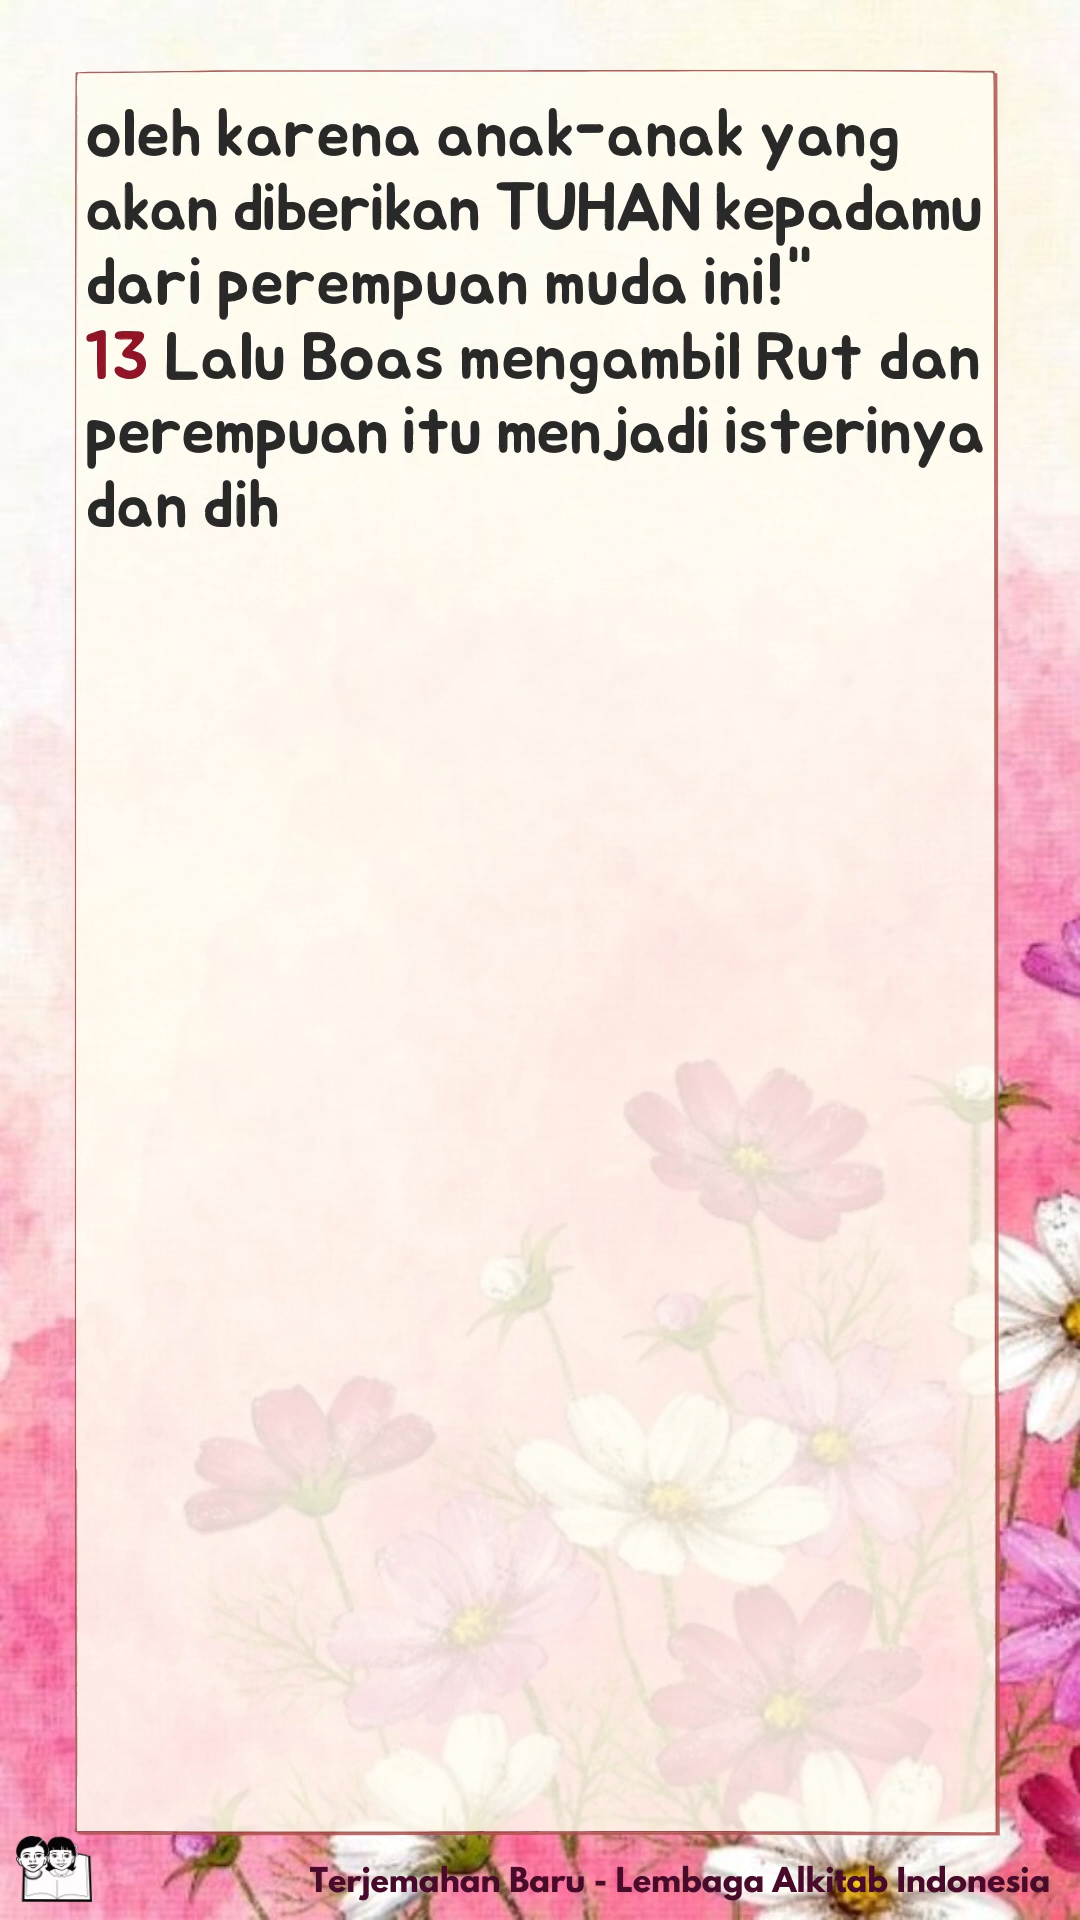 oleh karena anak-anak yang
akan diberikan TUHAN kepadamu
dari perempuan muda ini!"
13 Lalu Boas mengambil Rut dan
perempuan itu menjadi isterinya
dan dih
Terjemahan Baru - Lembaga Alkitab Indonesia